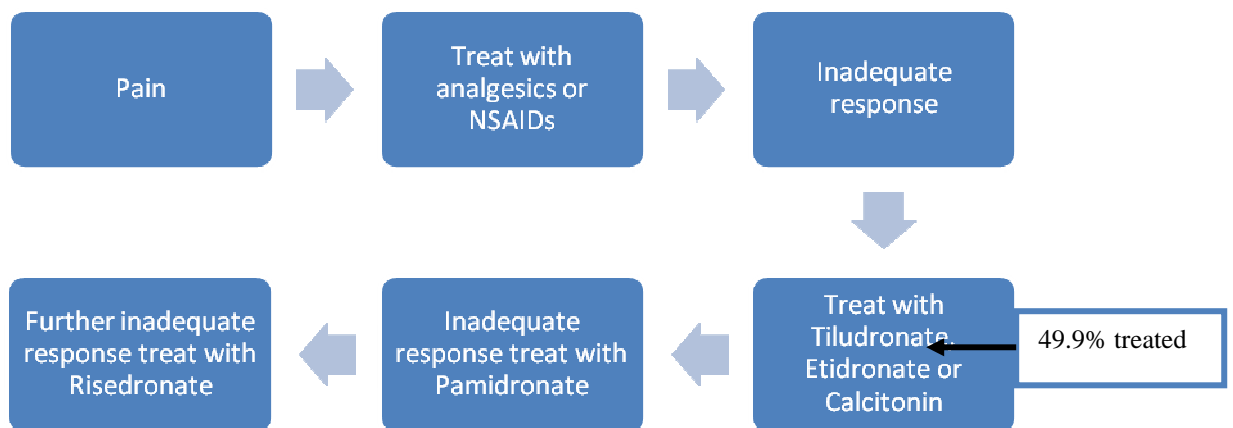 Pain
Treat with
analgesics or
NSAIDs
Inadequate
response
Treat with
Tiludronate,
Etidronate or
Calcitonin
49.9% treated
Inadequate
response treat with
Pamidronate
Further inadequate
response treat with
Risedronate